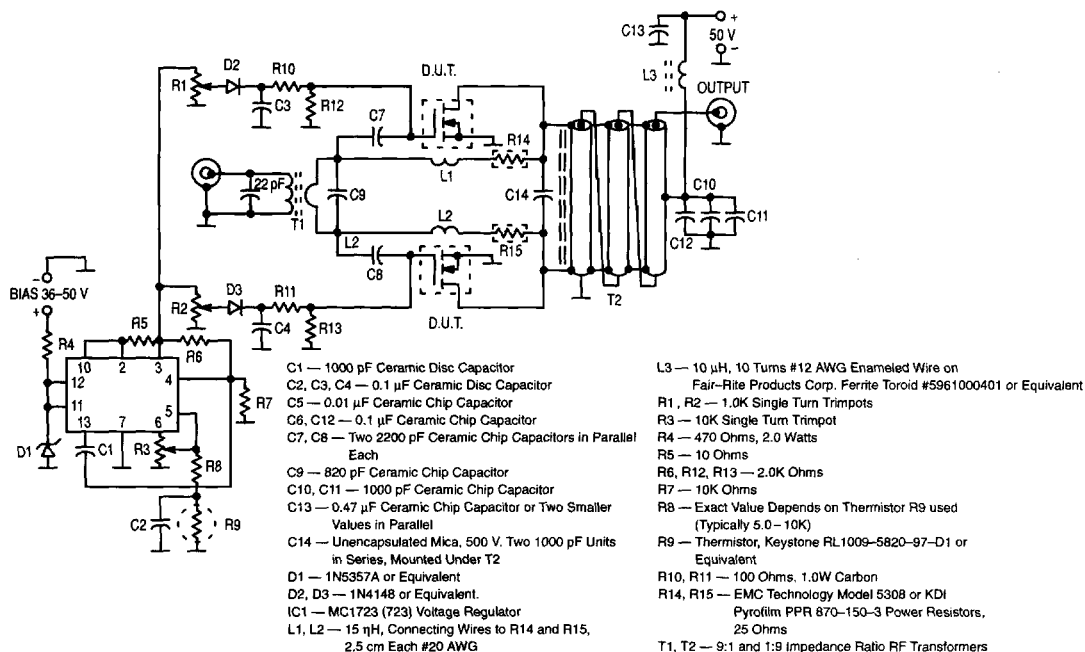 C13
+
50 V
−
D2
R10
D.U.T.
L3
OUTPUT
R1
C3
R12
C7
R14
22 pF
C9
L1
C14
C10
T1
L2
C12
C11
L2
R15
C8
−
BIAS 36–50 V
+
D3
R11
T2
R2
R4
R5
C4
R13
D.U.T.
R6
10
2
3
12
4
R7
11
5
13
7
6
D1
C1
R3
R8
C2
R9
C1 — 1000 pF Ceramic Disc Capacitor
C2, C3, C4 — 0.1 µF Ceramic Disc Capacitor
C5 — 0.01 µF Ceramic Chip Capacitor
C6, C12 — 0.1 µF Ceramic Chip Capacitor
C7, C8 — Two 2200 pF Ceramic Chip Capacitors in Parallel
Each
C9 — 820 pF Ceramic Chip Capacitor
C10, C11 — 1000 pF Ceramic Chip Capacitor
C13 — 0.47 µF Ceramic Chip Capacitor or Two Smaller
Values in Parallel
C14 — Unencapsulated Mica, 500 V. Two 1000 pF Units
in Series, Mounted Under T2
D1 — 1N5357A or Equivalent
D2, D3 — 1N4148 or Equivalent.
IC1 — MC1723 (723) Voltage Regulator
L1, L2 — 15 ηH, Connecting Wires to R14 and R15,
2.5 cm Each #20 AWG
L3 — 10 µH, 10 Turns #12 AWG Enameled Wire on
Fair–Rite Products Corp. Ferrite Toroid #5961000401 or Equivalent
R1, R2 — 1.0K Single Turn Trimpots
R3 — 10K Single Turn Trimpot
R4 — 470 Ohms, 2.0 Watts
R5 — 10 Ohms
R6, R12, R13 — 2.0K Ohms
R7 — 10K Ohms
R8 — Exact Value Depends on Thermistor R9 used
(Typically 5.0 – 10K)
R9 — Thermistor, Keystone RL1009–5820–97–D1 or
Equivalent
R10, R11 — 100 Ohms, 1.0W Carbon
R14, R15 — EMC Technology Model 5308 or KDI
Pyrofilm PPR 870–150–3 Power Resistors,
25 Ohms
T1, T2 — 9:1 and 1:9 Impedance Ratio RF Transformers